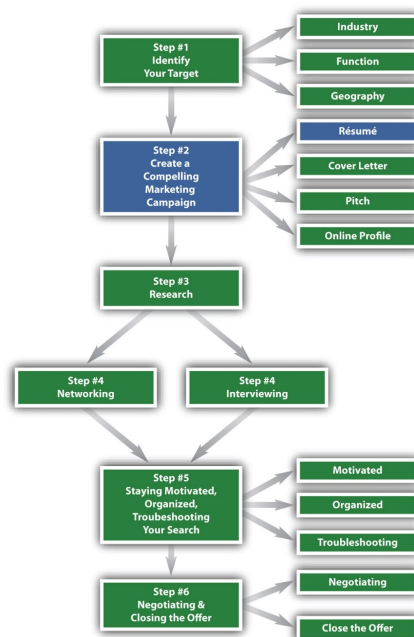 Step #1
Identify
Your Target
Industry
Function
Geography
Step #2
Create a
Compelling
Marketing
Campaign
Résumé
Cover Letter
Pitch
Online Profile
Step #3
Research
Step #4
Networking
Step #4
Interviewing
Step #5
Staying Motivated,
Organized,
Troubeshooting
Your Search
Motivated
Organized
Troubleshooting
Step #6
Negotiating &
Closing the Offer
Negotiating
Close the Offer